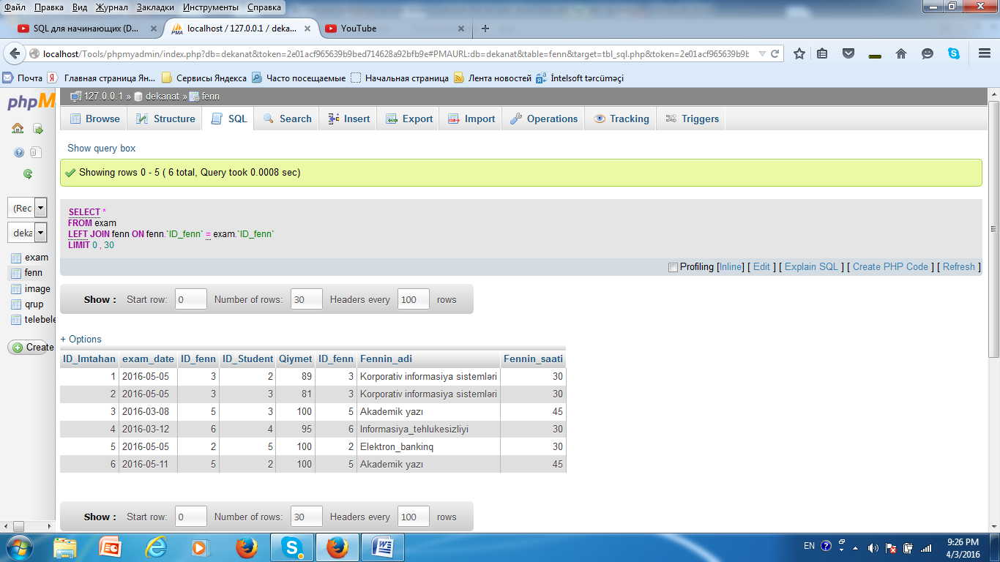 Файл Правка Вид Журнал Закладки Инструменты Справка
SQL для начинающих (D... localhost / 127.0.0.1 / deka... YouTube
localhost/Tools/phpmyadmin/index.php?db=dekanat&token=2e01acf965639b9bed714628a92bfb9e#PMAURL:db=dekanat&table=fenn&target=tbl_sql.php&token=2e01acf965639b9b
Почта Главная страница Ян... Сервисы Яндекса Часто посещаемые Начальная страница Лента новостей İntelsoft tərcüməçi
phpM
127.0.0.1 » dekanat » fenn
Browse Structure SQL Search Insert Export Import Operations Tracking Triggers
Show query box
Showing rows 0 - 5 ( 6 total, Query took 0.0008 sec)
(Rec
deka
exam
fenn
image
qrup
telebele
Create
SELECT *
FROM exam
LEFT JOIN fenn ON fenn.`ID_fenn` = exam.`ID_fenn`
LIMIT 0 , 30
Profiling [Inline] [ Edit ] [ Explain SQL ] [ Create PHP Code ] [ Refresh ]
Show : Start row: 0 Number of rows: 30 Headers every 100 rows
+ Options
ID_Imtahan exam_date ID_fenn ID_Student Qiymet ID_fenn Fennin_adi Fennin_saati
1 2016-05-05 3 2 89 3 Korporativ informasiya sistemləri 30
2 2016-05-05 3 3 81 3 Korporativ informasiya sistemləri 30
3 2016-03-08 5 3 100 5 Akademik yazı 45
4 2016-03-12 6 4 95 6 Informasiya_tehlukesizliyi 30
5 2016-05-05 2 5 100 2 Elektron_bankinq 30
6 2016-05-11 5 2 100 5 Akademik yazı 45
Show : Start row: 0 Number of rows: 30 Headers every 100 rows
EN 9:26 PM
4/3/2016